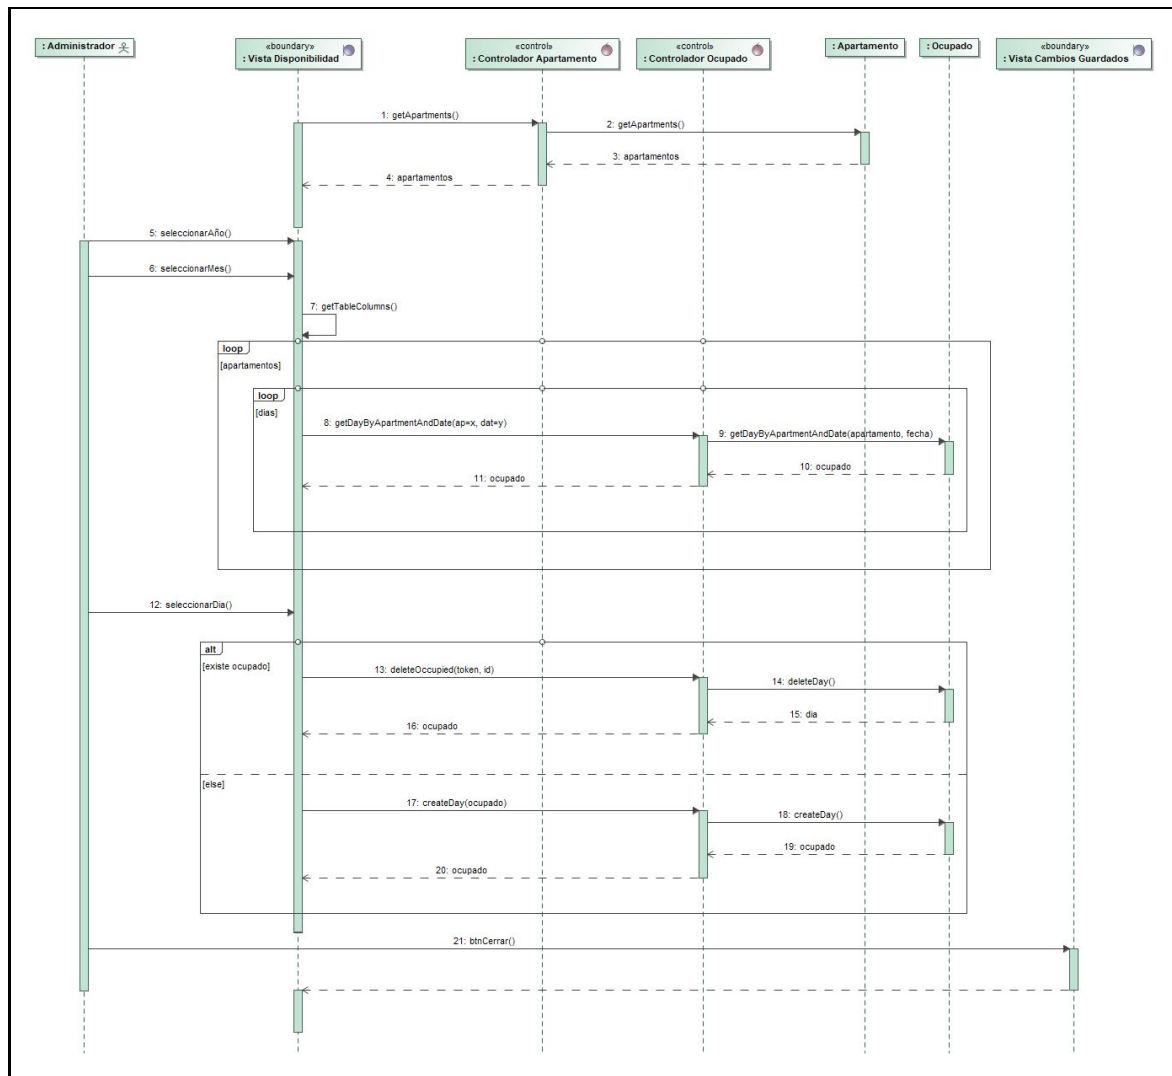 : Administrador
«boundary»
: Vista Disponibilidad
«control»
: Controlador Apartamento
«control»
: Controlador Ocupado
: Apartamento
: Ocupado
«boundary»
: Vista Cambios Guardados
1: getApartments()
2: getApartments()
3: apartamentos
4: apartamentos
5: seleccionarAño()
6: seleccionarMes()
7: getTableColumns()
loop
[apartamentos]
loop
[dias]
8: getDayByApartmentAndDate(ap=x, dat=y)
9: getDayByApartmentAndDate(apartamento, fecha)
10: ocupado
11: ocupado
12: seleccionarDia()
alt
[existe ocupado]
13: deleteOccupied(token, id)
14: deleteDay()
15: dia
16: ocupado
[else]
17: createDay(ocupado)
18: createDay()
19: ocupado
20: ocupado
21: btnCerrar()